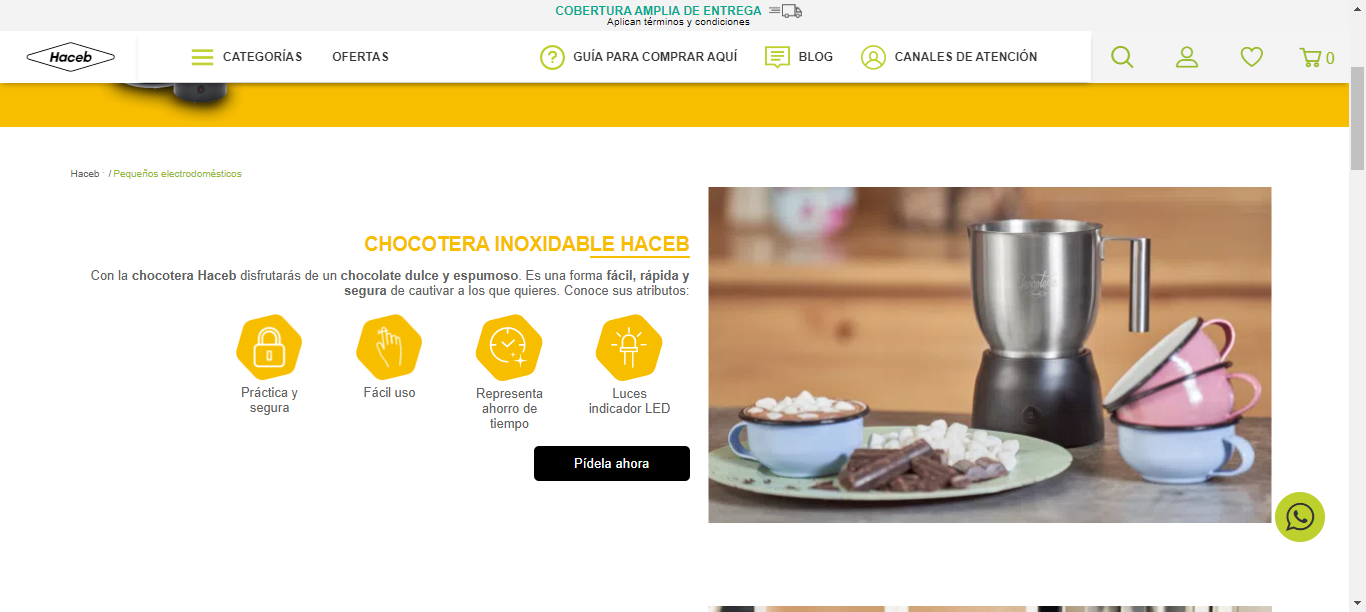 COBERTURA AMPLIA DE ENTREGA
Aplican términos y condiciones
Haceb
CATEGORÍAS
OFERTAS
GUÍA PARA COMPRAR AQUÍ
BLOG
CANALES DE ATENCIÓN
0
Haceb / Pequeños electrodomésticos
CHOCOTERA INOXIDABLE HACEB
Con la chocotera Haceb disfrutarás de un chocolate dulce y espumoso. Es una forma fácil, rápida y
segura de cautivar a los que quieres. Conoce sus atributos:
Práctica y
segura
Fácil uso
Representa
ahorro de
tiempo
Luces
indicador LED
Pídela ahora
Chocotera